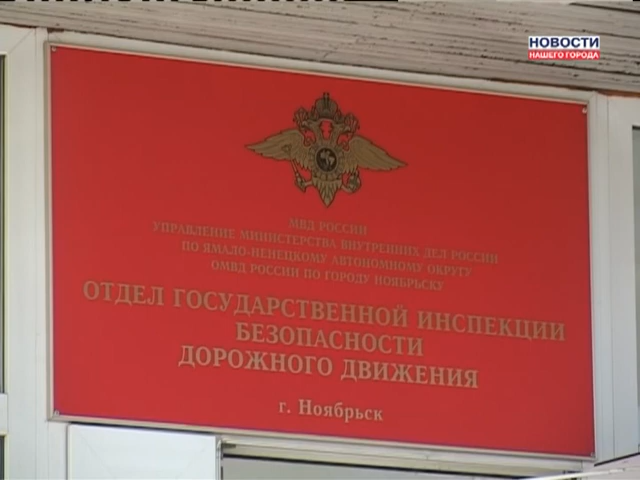 НОВОСТИ
НАШЕГО ГОРОДА
МВД РОССИИ
УПРАВЛЕНИЕ МИНИСТЕРСТВА ВНУТРЕННИХ ДЕЛ РОССИИ
ПО ЯМАЛО-НЕНЕЦКОМУ АВТОНОМНОМУ ОКРУГУ
ОМВД РОССИИ ПО ГОРОДУ НОЯБРЬСКУ
ОТДЕЛ ГОСУДАРСТВЕННОЙ ИНСПЕКЦИИ
БЕЗОПАСНОСТИ
ДОРОЖНОГО ДВИЖЕНИЯ
г. Ноябрьск